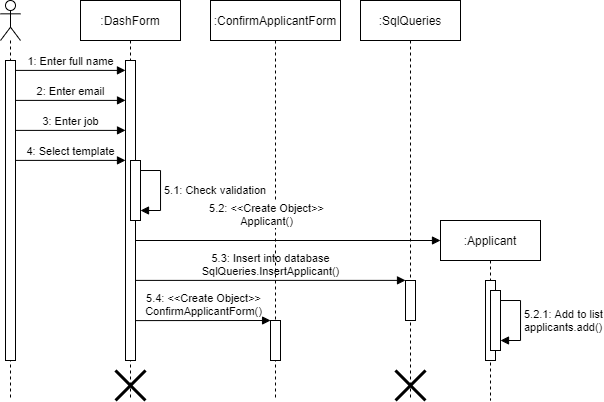 :DashForm
:ConfirmApplicantForm
:SqlQueries
1: Enter full name
2: Enter email
3: Enter job
4: Select template
5.1: Check validation
5.2: <<Create Object>>
Applicant()
:Applicant
5.3: Insert into database
SqlQueries.InsertApplicant()
5.4: <<Create Object>>
ConfirmApplicantForm()
5.2.1: Add to list
applicants.add()